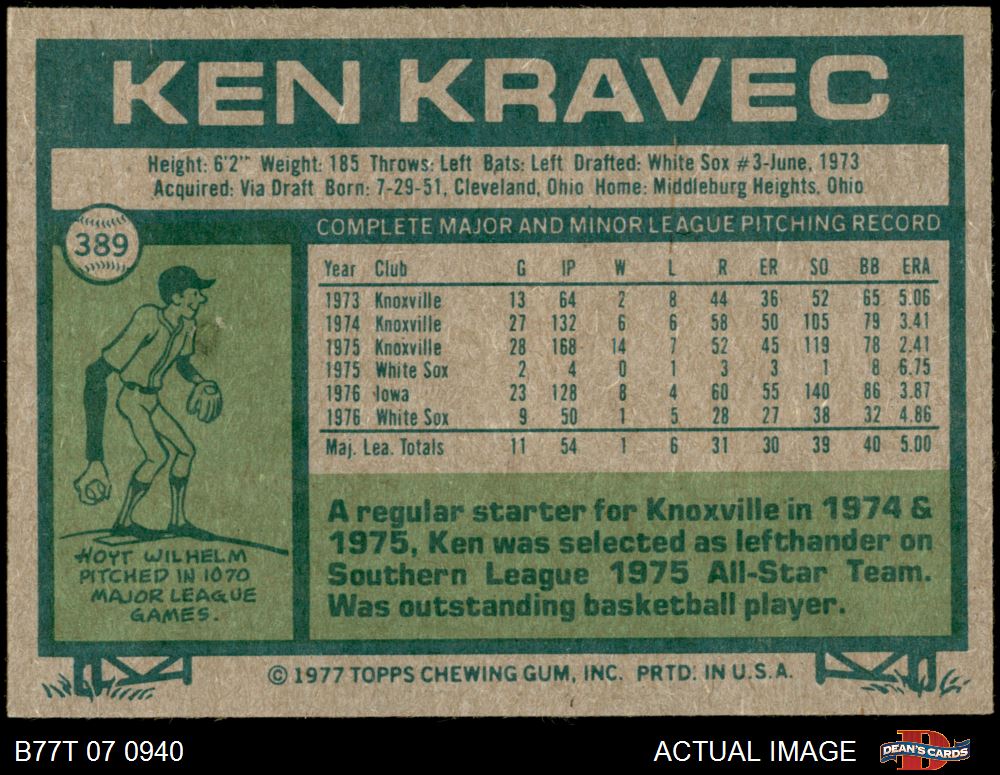 KEN KRAVEC
Height: 6'2" Weight: 185 Throws: Left Bats: Left Drafted: White Sox #3-June, 1973
Acquired: Via Draft Born: 7-29-51, Cleveland, Ohio Home: Middleburg Heights, Ohio
389
COMPLETE MAJOR AND MINOR LEAGUE PITCHING RECORD
Year Club G IP W L R ER SO BB ERA
1973 Knoxville 13 64 2 8 44 36 52 65 5.06
1974 Knoxville 27 132 6 6 58 50 105 79 3.41
1975 Knoxville 28 168 14 7 52 45 119 78 2.41
1975 White Sox 2 4 0 1 3 3 1 8 6.75
1976 Iowa 23 128 8 4 60 55 140 86 3.87
1976 White Sox 9 50 1 5 28 27 38 32 4.86
Maj. Lea. Totals 11 54 1 6 31 30 39 40 5.00
HOYT WILHELM
PITCHED IN 1070
MAJOR LEAGUE
GAMES.
A regular starter for Knoxville in 1974 &
1975, Ken was selected as lefthander on
Southern League 1975 All-Star Team.
Was outstanding basketball player.
© 1977 TOPPS CHEWING GUM, INC. PRTD. IN U.S.A.
B77T 07 0940
ACTUAL IMAGE
DEAN'S CARDS